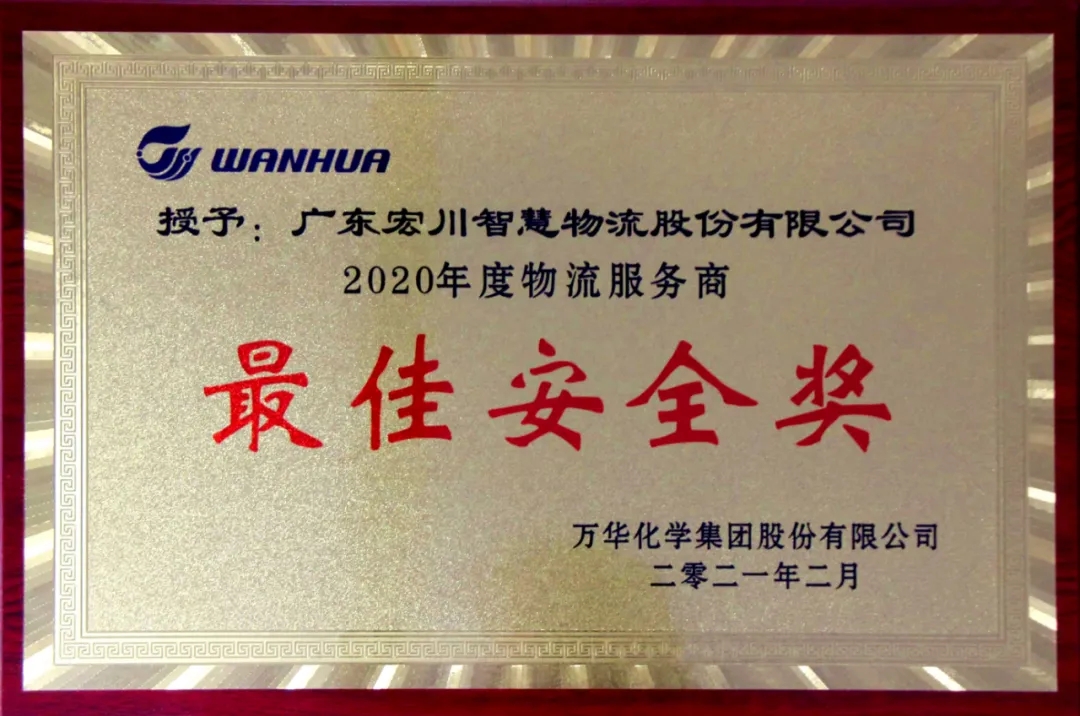 WANHUA
授予：广东宏川智慧物流股份有限公司
2020年度物流服务商
最佳安全奖
万华化学集团股份有限公司
二零二一年二月